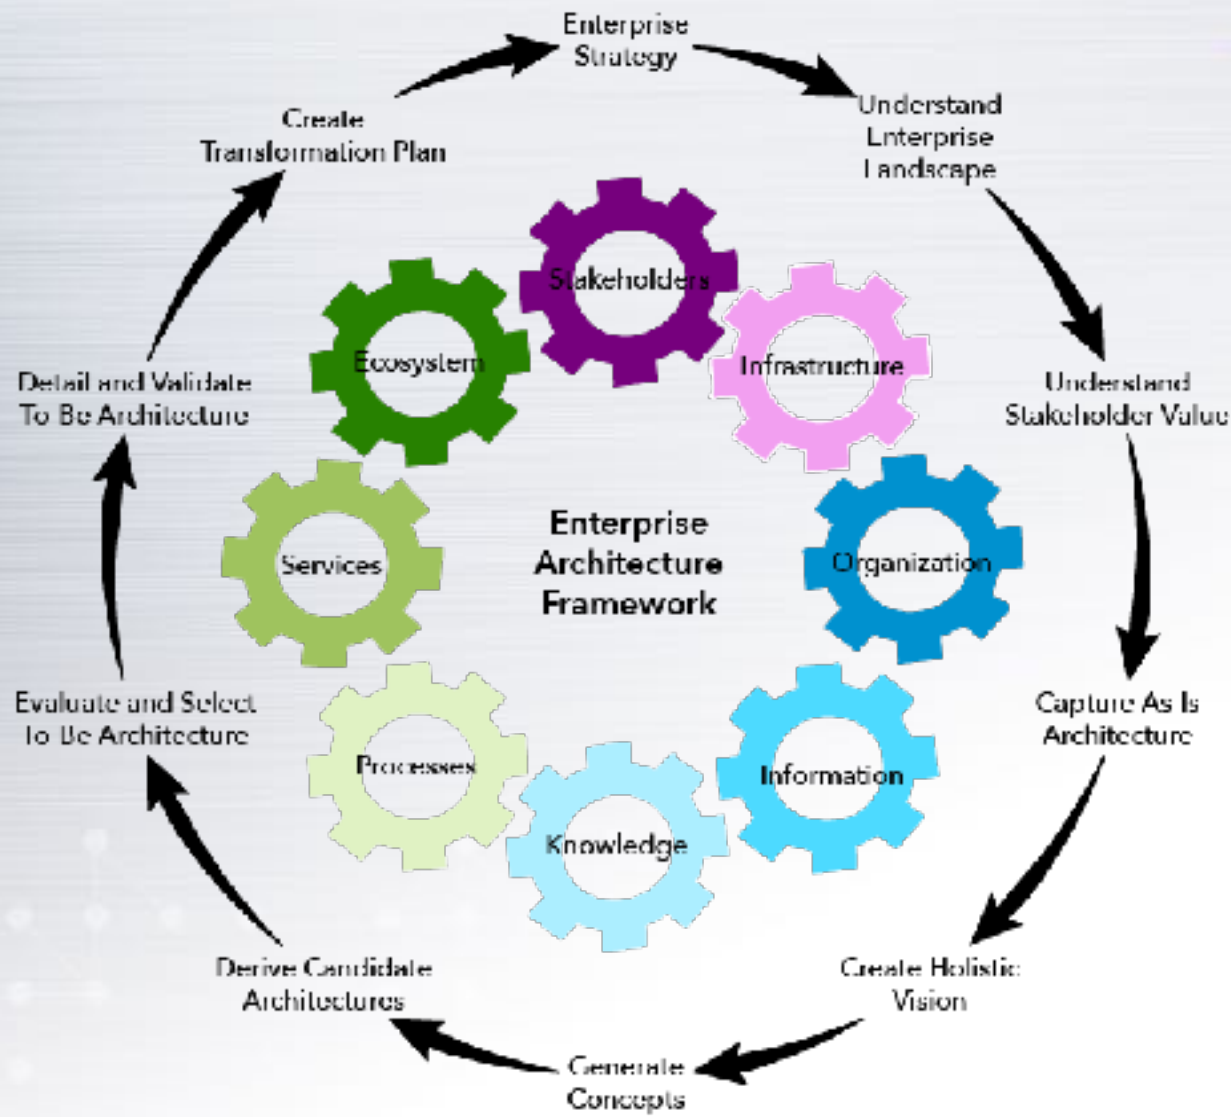 Enterprise
Strategy
Understand
Enterprise
Landscape
Understand
Stakeholder Value
Capture As Is
Architecture
Create Holistic
Vision
Generate
Concepts
Derive Candidate
Architectures
Evaluate and Select
To Be Architecture
Detail and Validate
To Be Architecture
Create
Transformation Plan
Stakeholders
Infrastructure
Organization
Information
Knowledge
Processes
Services
Ecosystem
Enterprise
Architecture
Framework